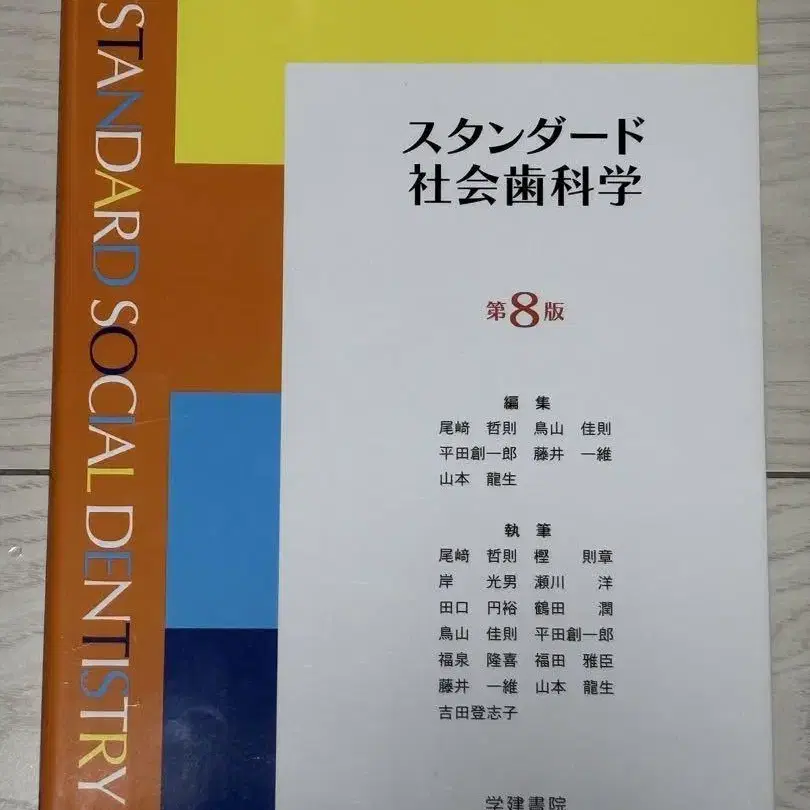 STANDARD SOCIAL DENTISTRY
スタンダード
社会歯科学
第8版
編 集
尾﨑 哲則 鳥山 佳則
平田創一郎 藤井 一維
山本 龍生
執 筆
尾﨑 哲則 樫 則章
岸 光男 瀬川 洋
田口 円裕 鶴田 潤
鳥山 佳則 平田創一郎
福泉 隆喜 福田 雅臣
藤井 一維 山本 龍生
吉田登志子
学建書院